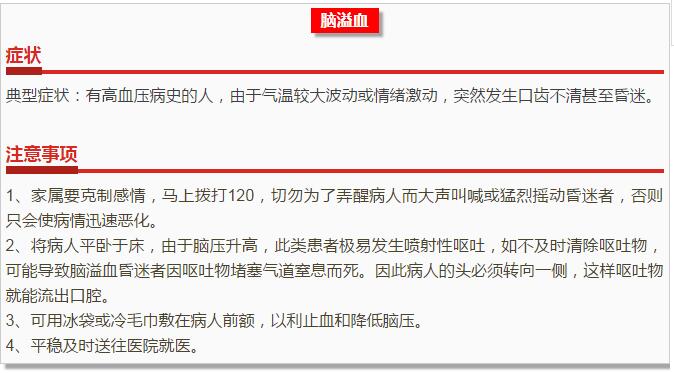 脑溢血
症状
典型症状：有高血压病史的人，由于气温较大波动或情绪激动，突然发生口齿不清甚至昏迷。
注意事项
1、家属要克制感情，马上拨打120，切勿为了弄醒病人而大声叫喊或猛烈摇动昏迷者，否则
只会使病情迅速恶化。
2、将病人平卧于床，由于脑压升高，此类患者极易发生喷射性呕吐，如不及时清除呕吐物，
可能导致脑溢血昏迷者因呕吐物堵塞气道窒息而死。因此病人的头必须转向一侧，这样呕吐物
就能流出口腔。
3、可用冰袋或冷毛巾敷在病人前额，以利止血和降低脑压。
4、平稳及时送往医院就医。